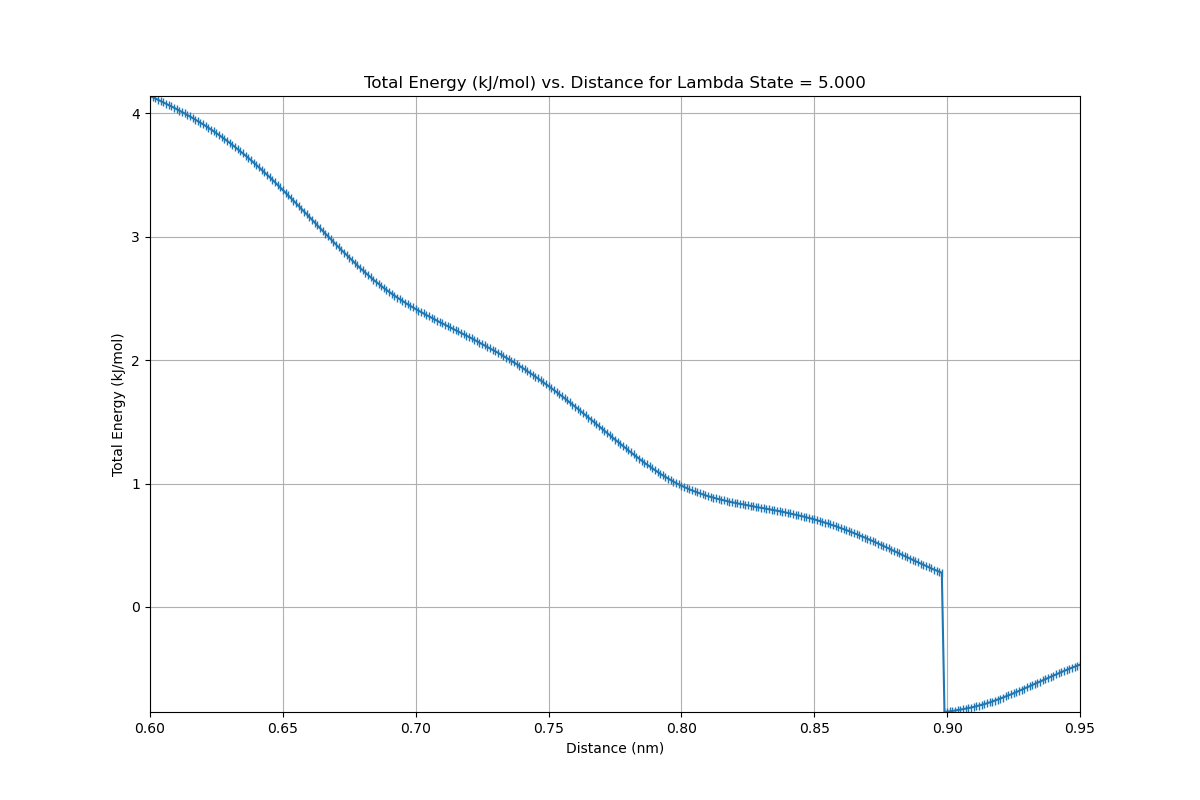 Total Energy (kJ/mol) vs. Distance for Lambda State = 5.000
4
3
2
1
0
Total Energy (kJ/mol)
0.60 0.65 0.70 0.75 0.80 0.85 0.90 0.95
Distance (nm)